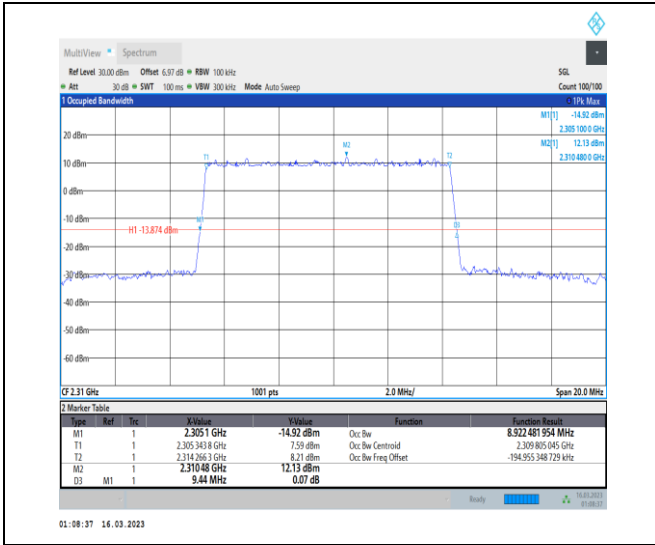 MultiView Spectrum
Ref Level 30.00 dBm Offset 6.97 dB RBW 100 kHz SGL
Att 30 dB SWT 100 ms VBW 300 kHz Mode Auto Sweep Count 100/100
1 Occupied Bandwidth 1Pk Max
M1[1] -14.92 dBm
2.305 100 0 GHz
20 dBm
M2[1] 12.13 dBm
2.310 480 0 GHz
M2
T1 T2
10 dBm
0 dBm
-10 dBm
M1 D3
H1 -13.874 dBm
-20 dBm
-30 dBm
-40 dBm
-50 dBm
-60 dBm
CF 2.31 GHz 1001 pts 2.0 MHz/ Span 20.0 MHz
2 Marker Table
Type Ref Trc X-Value Y-Value Function Function Result
M1 1 2.3051 GHz -14.92 dBm Occ Bw 8.922 481 954 MHz
T1 1 2.305 343 8 GHz 7.59 dBm Occ Bw Centroid 2.309 805 045 GHz
T2 1 2.314 266 3 GHz 8.21 dBm Occ Bw Freq Offset -194.955 348 729 kHz
M2 1 2.31048 GHz 12.13 dBm
D3 M1 1 9.44 MHz 0.07 dB
Ready 16.03.2023
01:08:37
01:08:37 16.03.2023